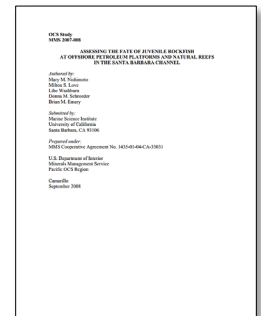 OCS Study
MMS 2007-008
ASSESSING THE FATE OF JUVENILE ROCKFISH
AT OFFSHORE PETROLEUM PLATFORMS AND NATURAL REEFS
IN THE SANTA BARBARA CHANNEL
Authored by:
Mary M. Nishimoto
Milton S. Love
Libe Washburn
Donna M. Schroeder
Brian M. Emery
Submitted by:
Marine Science Institute
University of California
Santa Barbara, CA 93106
Prepared under:
MMS Cooperative Agreement No. 1435-01-04-CA-35031
U.S. Department of Interior
Minerals Management Service
Pacific OCS Region
Camarillo
September 2008